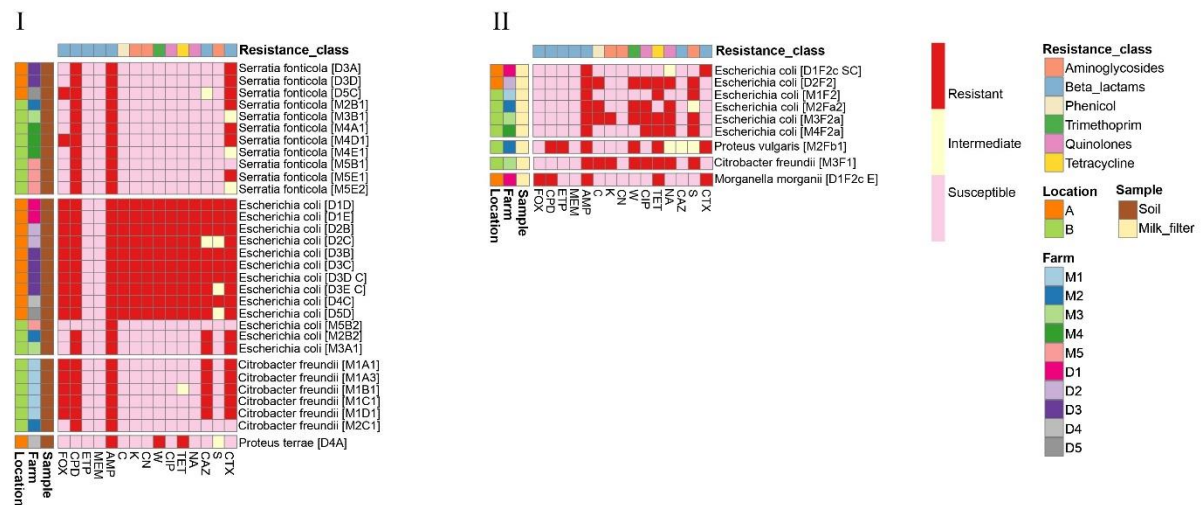 I
Resistance_class
Serratia fonticola [D3A]
Serratia fonticola [D3D]
Serratia fonticola [D5C]
Serratia fonticola [M2B1]
Serratia fonticola [M3B1]
Serratia fonticola [M4A1]
Serratia fonticola [M4D1]
Serratia fonticola [M4E1]
Serratia fonticola [M5B1]
Serratia fonticola [M5E1]
Serratia fonticola [M5E2]
Escherichia coli [D1D]
Escherichia coli [D1E]
Escherichia coli [D2B]
Escherichia coli [D2C]
Escherichia coli [D3B]
Escherichia coli [D3C]
Escherichia coli [D3D C]
Escherichia coli [D3E C]
Escherichia coli [D4C]
Escherichia coli [D5D]
Escherichia coli [M5B2]
Escherichia coli [M2B2]
Escherichia coli [M3A1]
Citrobacter freundii [M1A1]
Citrobacter freundii [M1A3]
Citrobacter freundii [M1B1]
Citrobacter freundii [M1C1]
Citrobacter freundii [M1D1]
Citrobacter freundii [M2C1]
Proteus terrae [D4A]
Location Farm Sample FOX CPD ETP MEM AMP C K CN W CIP TET NA CAZ S CTX
II
Resistance_class
Escherichia coli [D1F2c SC]
Escherichia coli [D2F2]
Escherichia coli [M1F2]
Escherichia coli [M2Fa2]
Escherichia coli [M3F2a]
Escherichia coli [M4F2a]
Proteus vulgaris [M2Fb1]
Citrobacter freundii [M3F1]
Morganella morganii [D1F2c E]
Location Farm Sample FOX CPD ETP MEM AMP C K CN W CIP TET NA CAZ S CTX
Resistant
Intermediate
Susceptible
Resistance_class
Aminoglycosides
Beta_lactams
Phenicol
Trimethoprim
Quinolones
Tetracycline
Location
A
B
Sample
Soil
Milk_filter
Farm
M1
M2
M3
M4
M5
D1
D2
D3
D4
D5